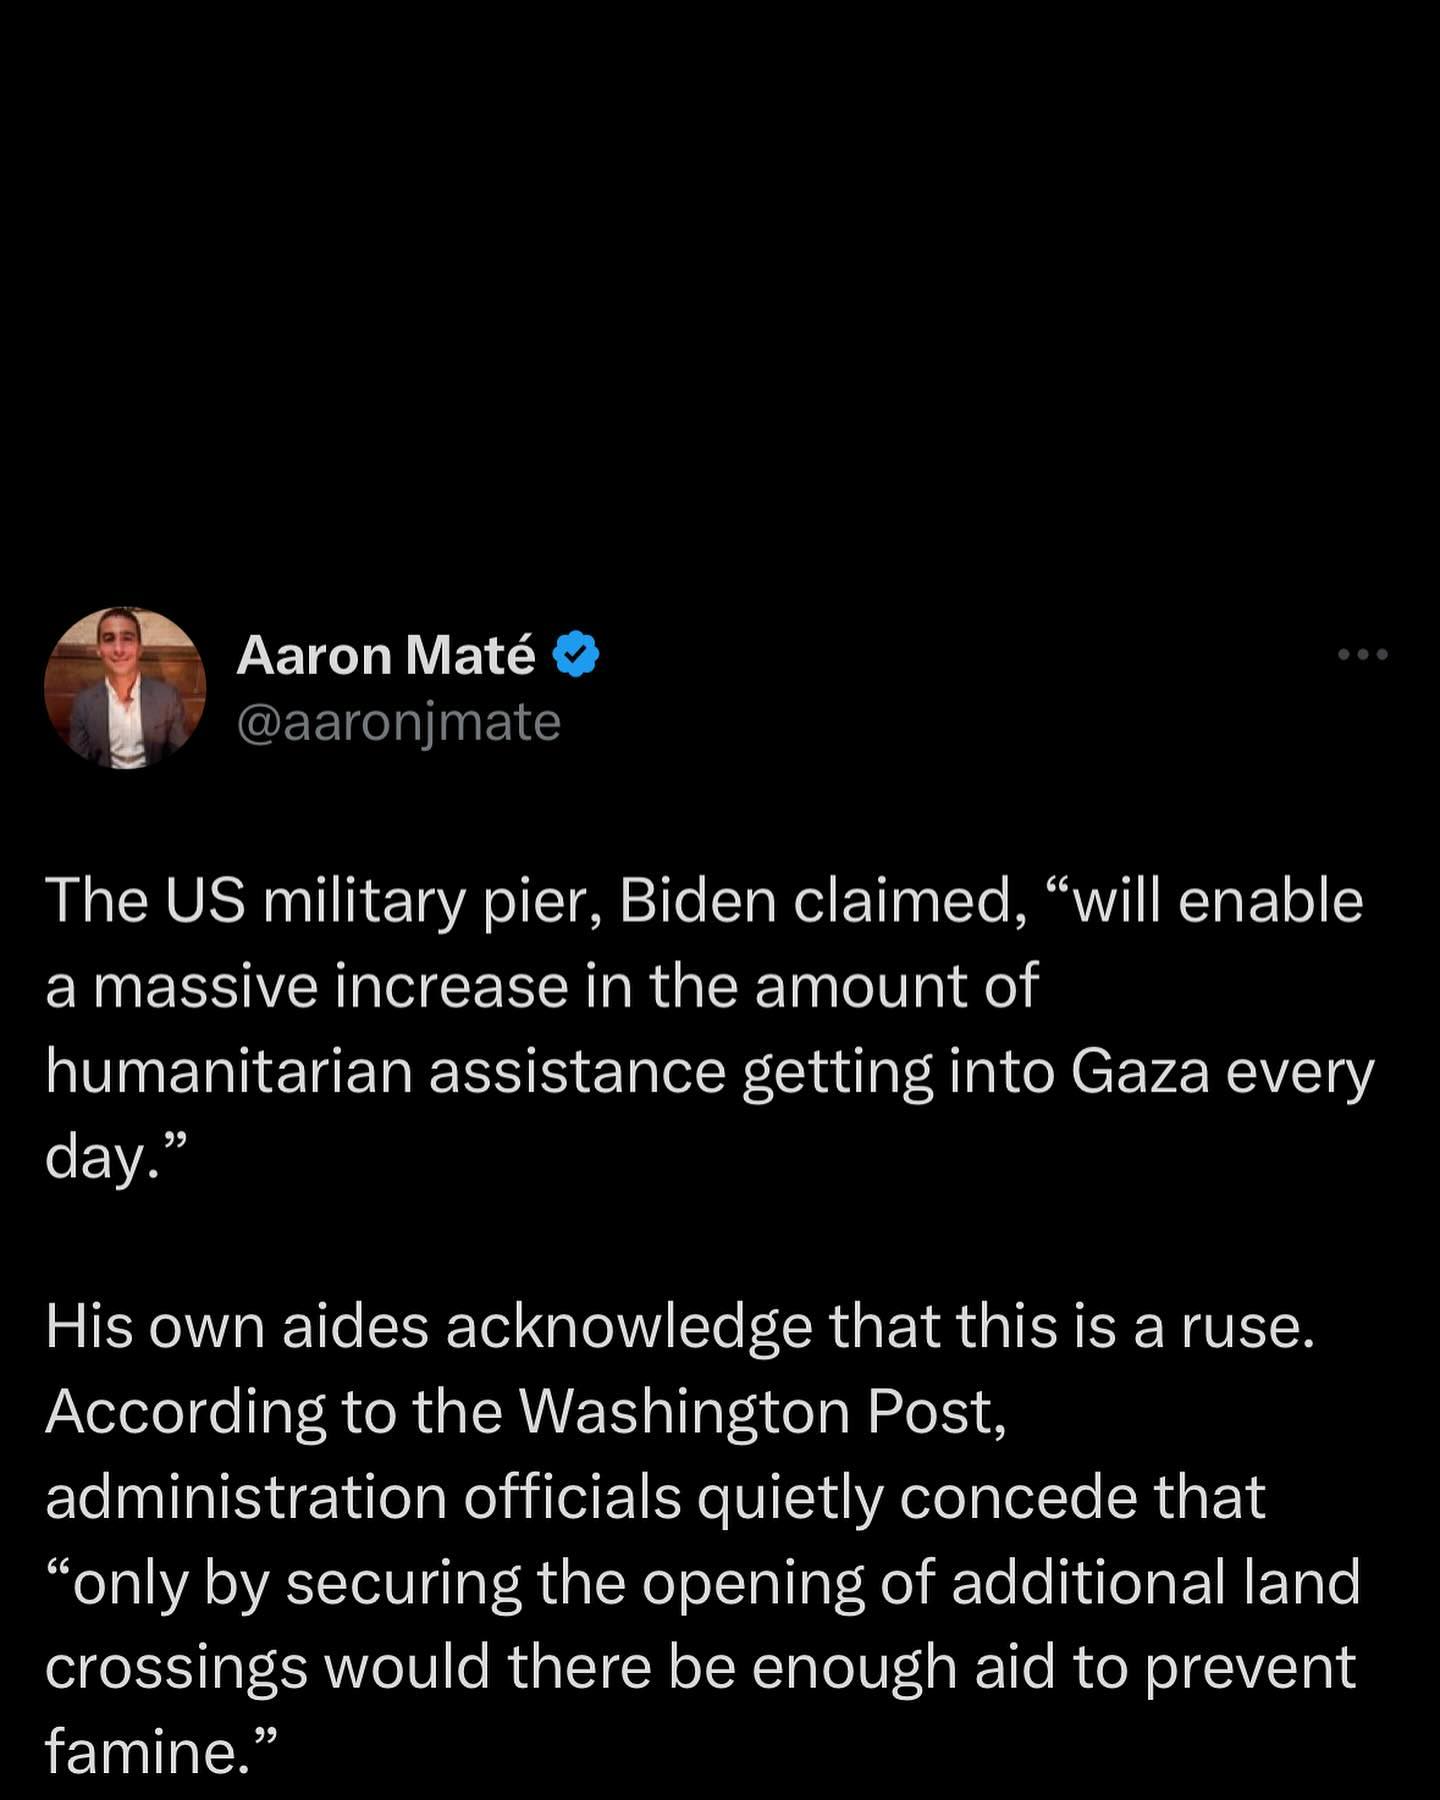 Aaron Maté
@aaronjmate
The US military pier, Biden claimed, “will enable
a massive increase in the amount of
humanitarian assistance getting into Gaza every
day.”
His own aides acknowledge that this is a ruse.
According to the Washington Post,
administration officials quietly concede that
“only by securing the opening of additional land
crossings would there be enough aid to prevent
famine.”